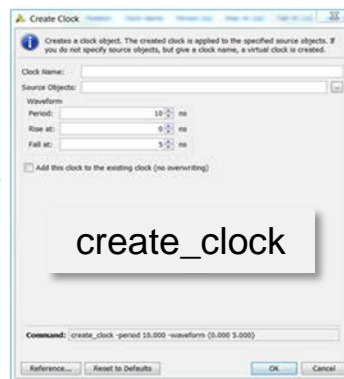 Create Clock
Creates a clock object. The created clock is applied to the specified source objects. If
you do not specify source objects, but give a clock name, a virtual clock is created.
Clock Name:
Source Objects:
Waveform
Period: 10 ns
Rise at: 0 ns
Fall at: 5 ns
Add this clock to the existing clock (no overwriting)
create_clock
Command: create_clock -period 10.000 -waveform {0.000 5.000}
Reference... Reset to Defaults OK Cancel